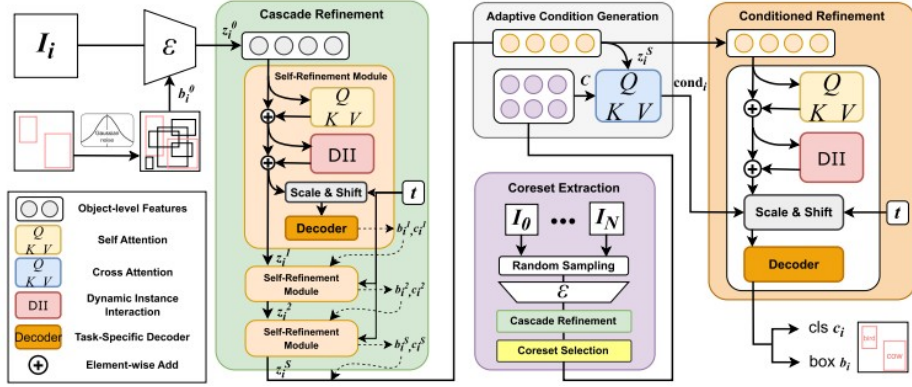 I_i
ε
z_i^0
b_i^0
Gaussian
noise
Object-level Features
Q
K V
Self Attention
Q
K V
Cross Attention
DII
Dynamic Instance
Interaction
Decoder
Task-Specific Decoder
Element-wise Add
Cascade Refinement
Self-Refinement Module
Q
K V
DII
Scale & Shift
t
Decoder
b_i^1,c_i^1
z_i^1
Self-Refinement
Module
b_i^2,c_i^2
z_i^2
Self-Refinement
Module
b_i^S,c_i^S
z_i^S
Adaptive Condition Generation
z_i^S
C
Q
K V
cond_i
Coreset Extraction
I_0 ••• I_N
Random Sampling
ε
Cascade Refinement
Coreset Selection
Conditioned Refinement
Q
K V
DII
Scale & Shift
t
Decoder
cls c_i
box b_i
bird
cow